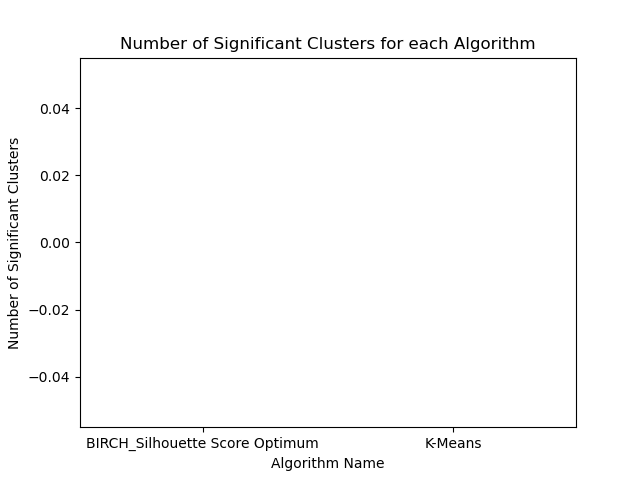 Number of Significant Clusters for each Algorithm
Number of Significant Clusters
0.04
0.02
0.00
−0.02
−0.04
BIRCH_Silhouette Score Optimum
K-Means
Algorithm Name